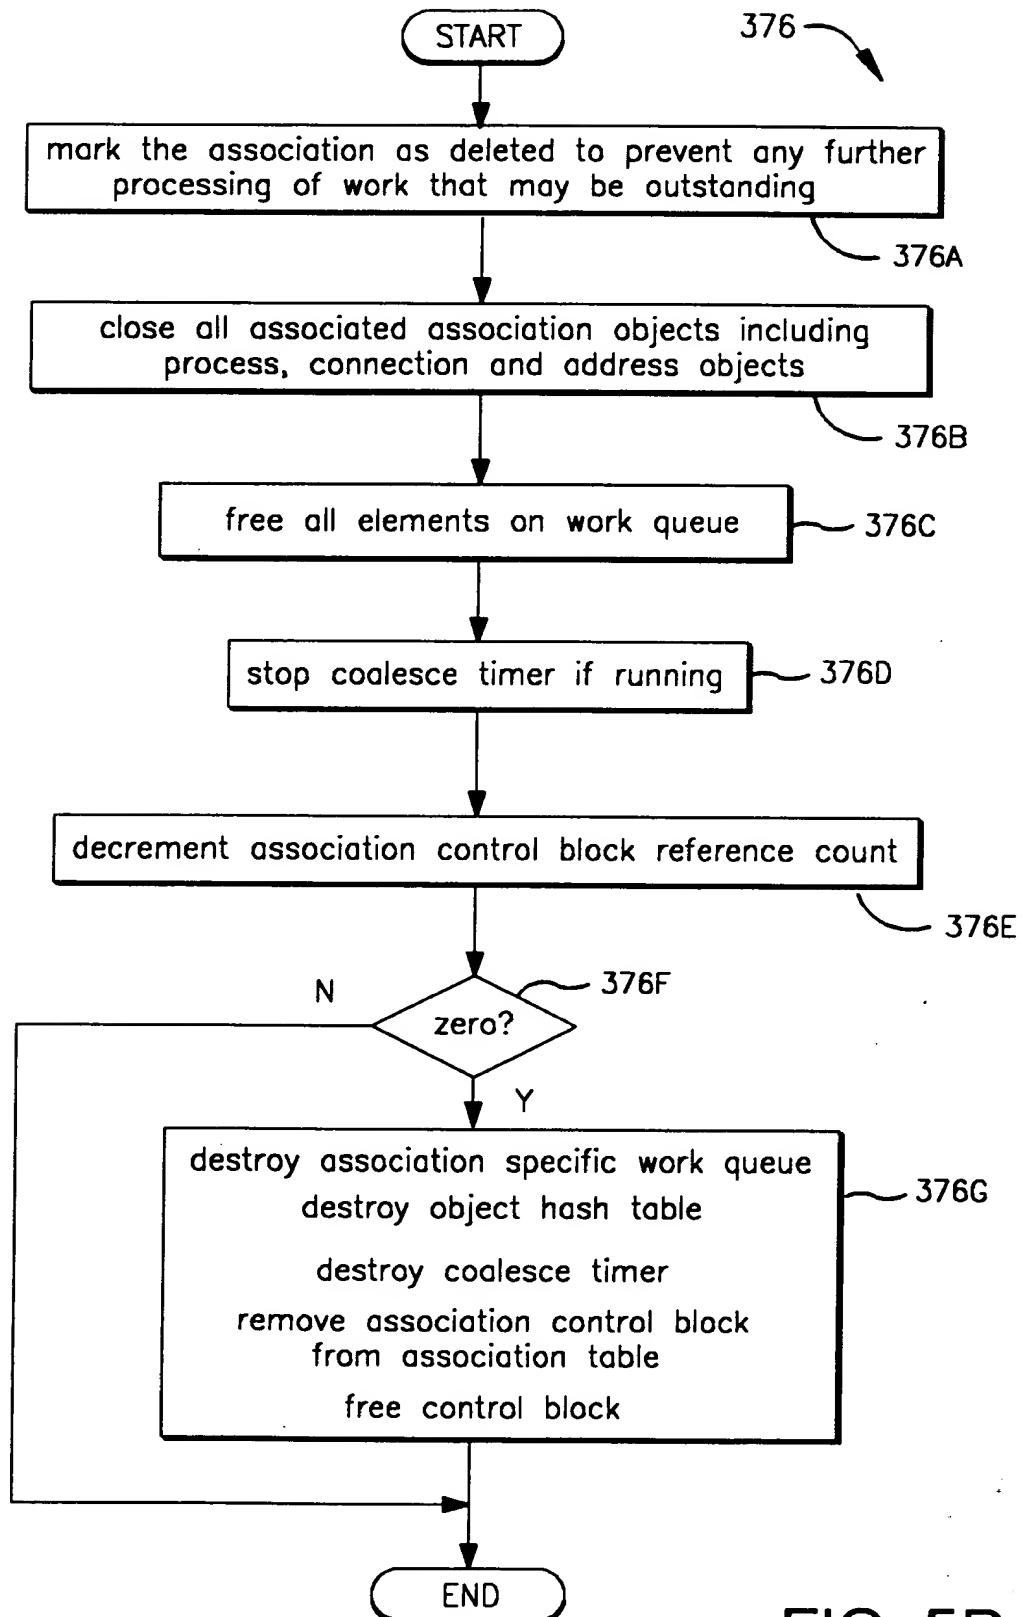 START
376
mark the association as deleted to prevent any further
processing of work that may be outstanding
376A
close all associated association objects including
process, connection and address objects
376B
free all elements on work queue
376C
stop coalesce timer if running
376D
decrement association control block reference count
376E
376F
N
zero?
Y
destroy association specific work queue
destroy object hash table
destroy coalesce timer
remove association control block
from association table
free control block
376G
END